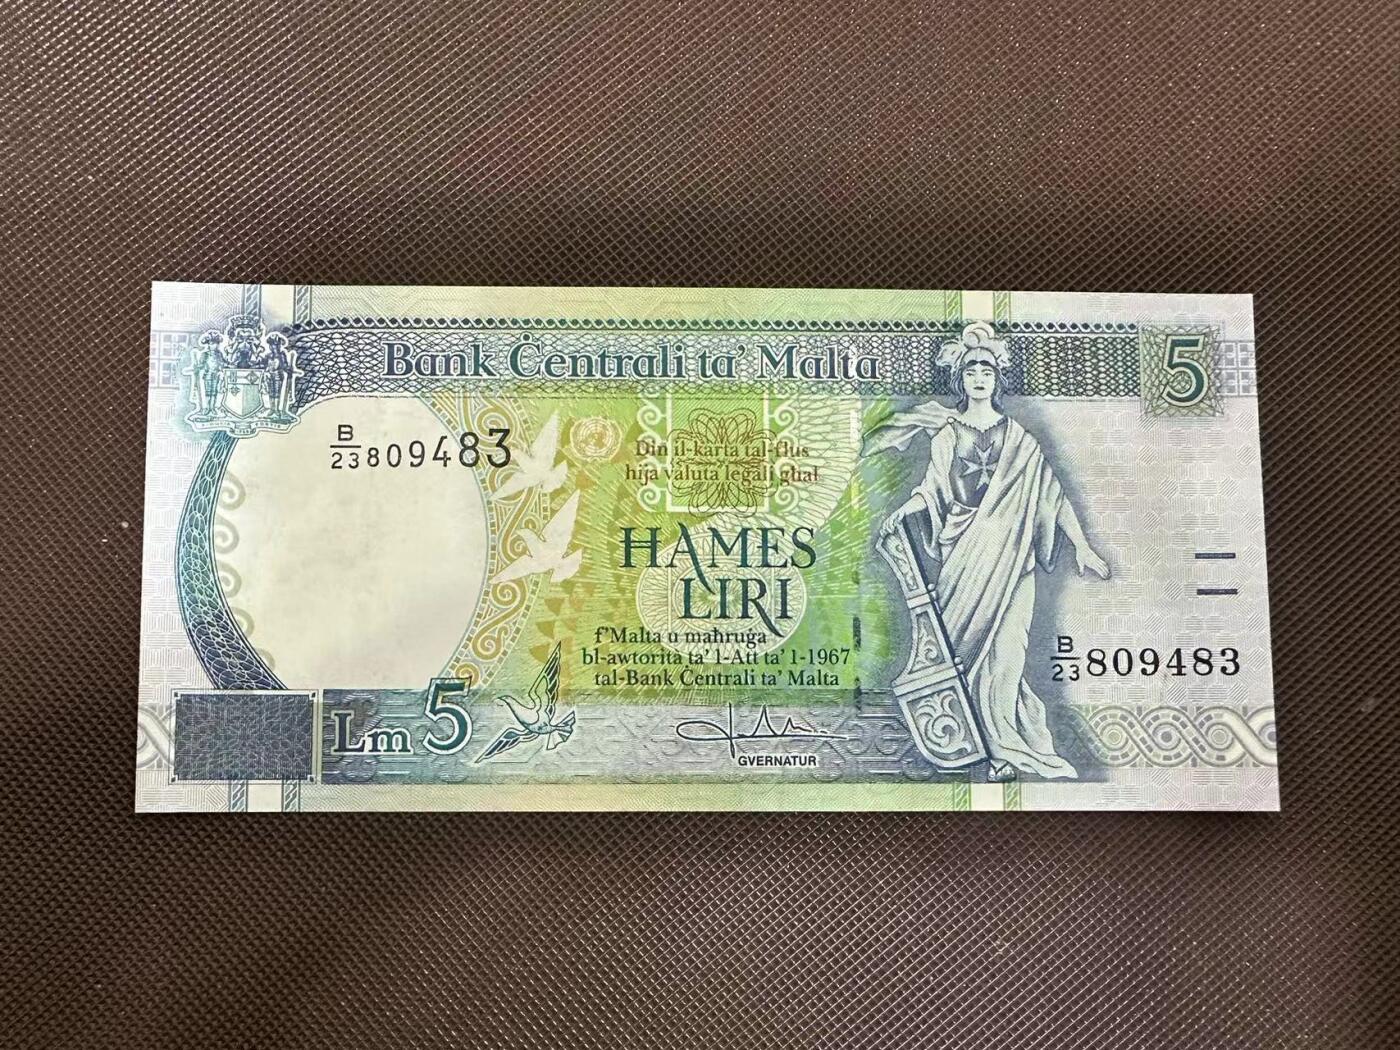 Bank Ċentrali ta' Malta
5
B/23 809483
Din il-karta tal-flus
hija valuta legali għal
ĦAMES
LIRI
f'Malta u maħruġa
bl-awtorità ta' l-Att ta' l-1967
tal-Bank Ċentrali ta' Malta
B/23 809483
Lm 5
GVERNATUR